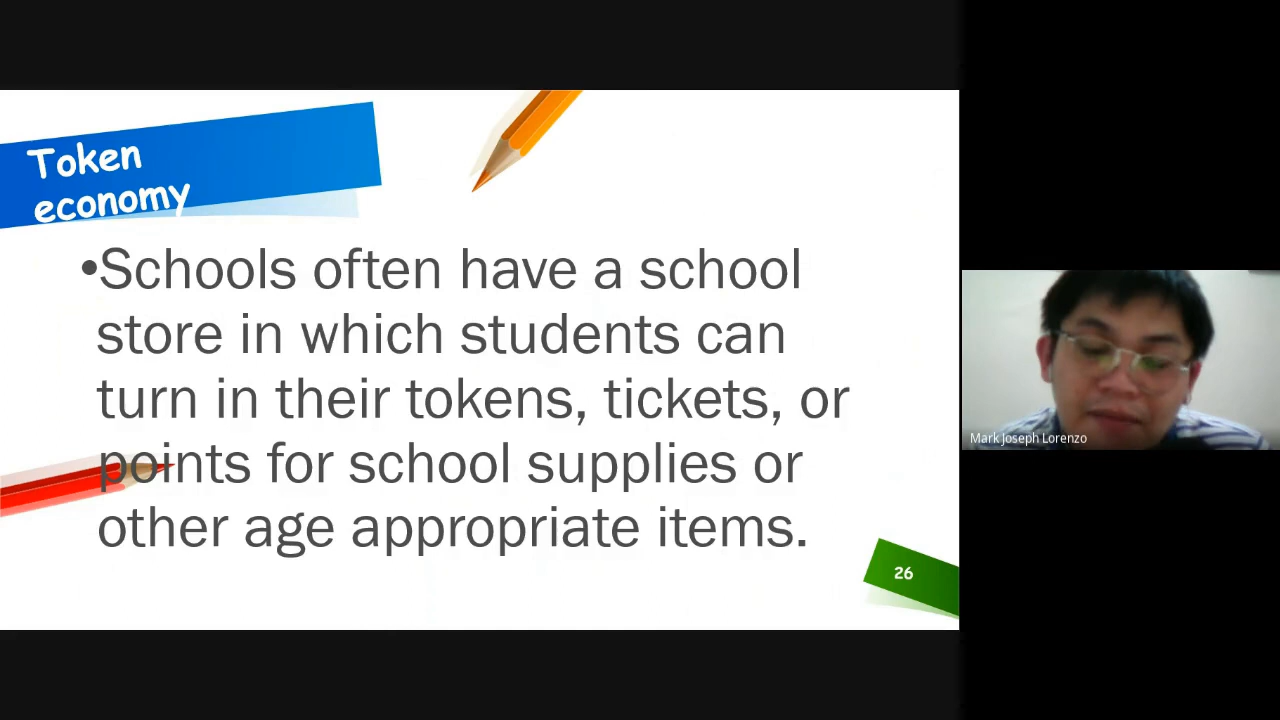 Token
economy
•Schools often have a school
store in which students can
turn in their tokens, tickets, or
points for school supplies or
other age appropriate items.
26
Mark Joseph Lorenzo